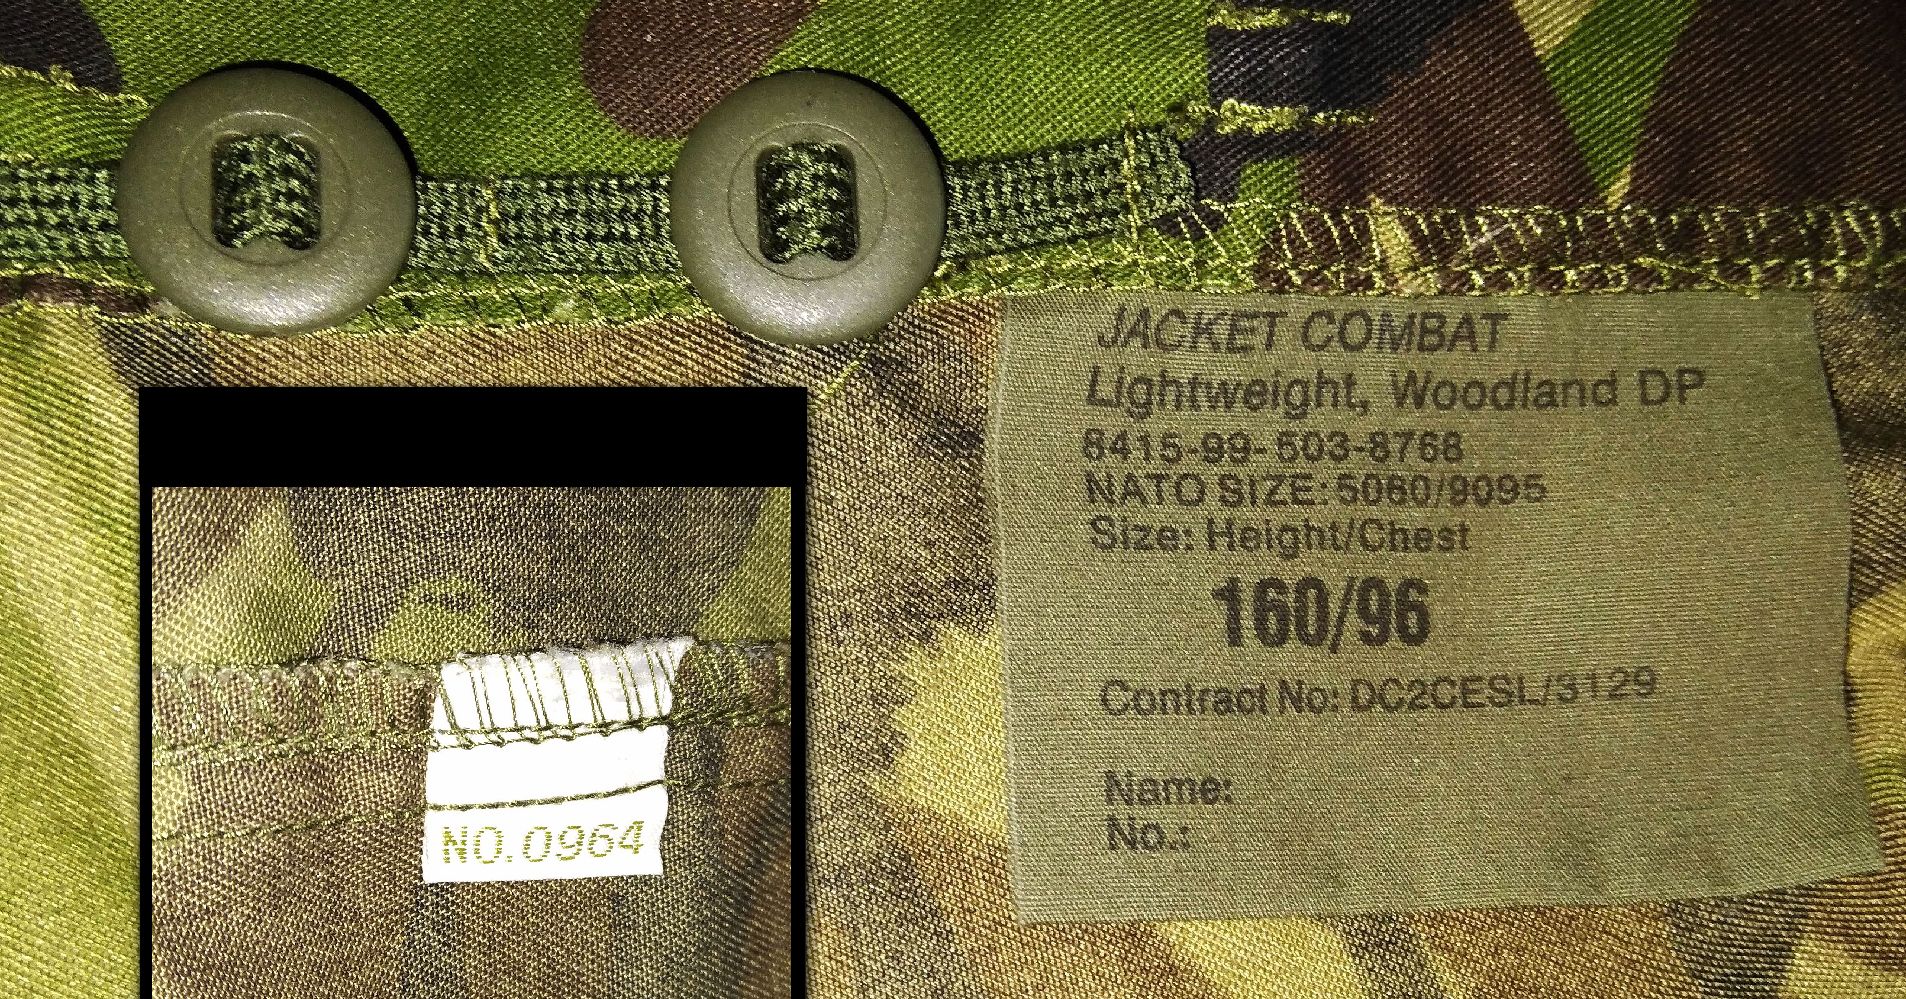 JACKET COMBAT
Lightweight, Woodland DP
8415-99-503-8768
NATO SIZE: 5060/9095
Size: Height/Chest
160/96
Contract No: DC2CESL/3129
Name:
No.:
NO. 0964